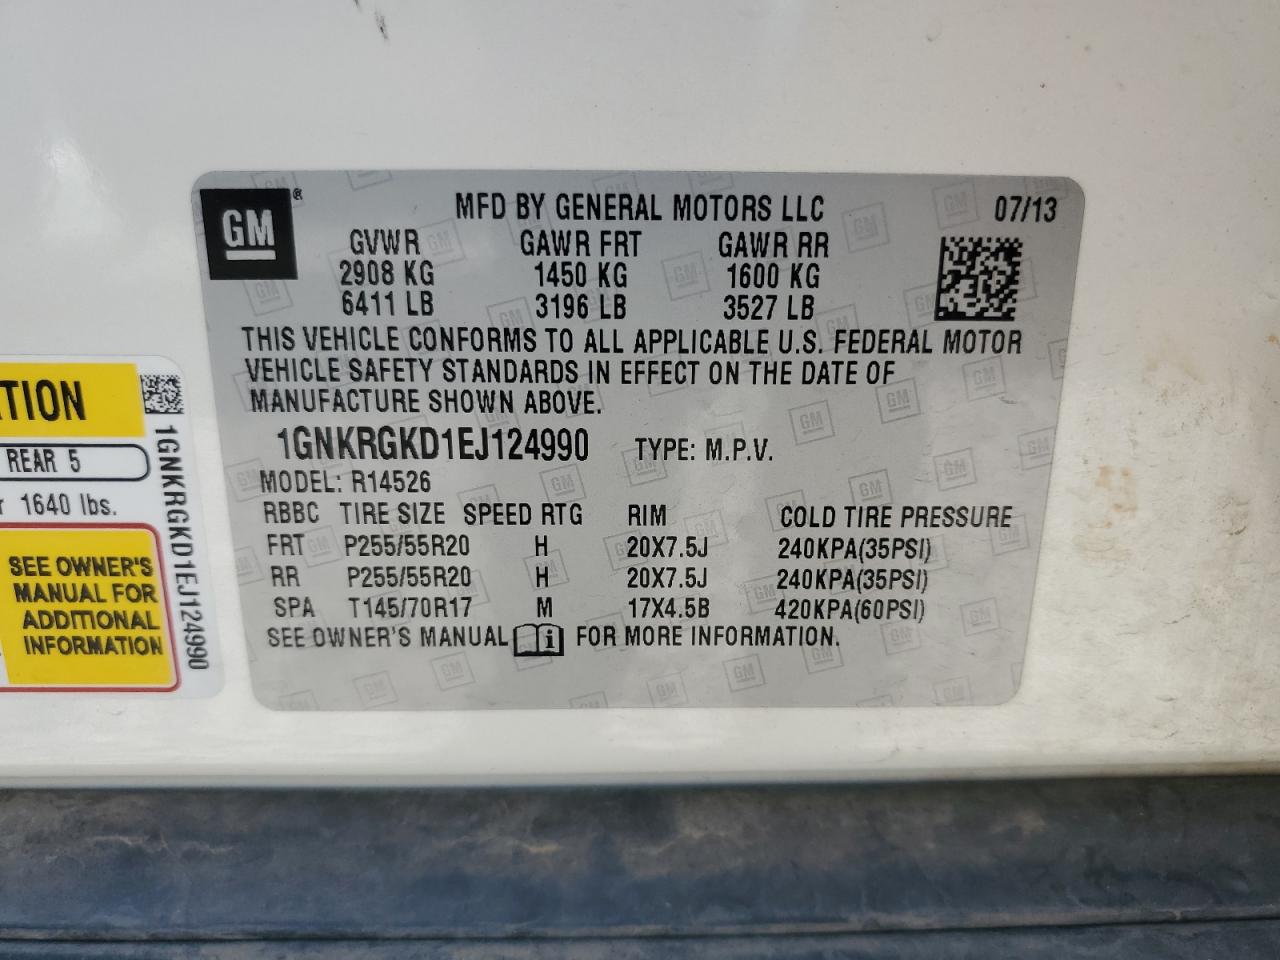 GM®
MFD BY GENERAL MOTORS LLC 07/13
GVWR GAWR FRT GAWR RR
2908 KG 1450 KG 1600 KG
6411 LB 3196 LB 3527 LB
THIS VEHICLE CONFORMS TO ALL APPLICABLE U.S. FEDERAL MOTOR
VEHICLE SAFETY STANDARDS IN EFFECT ON THE DATE OF
MANUFACTURE SHOWN ABOVE.
1GNKRGKD1EJ124990 TYPE: M.P.V.
MODEL: R14526
RBBC TIRE SIZE SPEED RTG RIM COLD TIRE PRESSURE
FRT P255/55R20 H 20X7.5J 240KPA(35PSI)
RR P255/55R20 H 20X7.5J 240KPA(35PSI)
SPA T145/70R17 M 17X4.5B 420KPA(60PSI)
SEE OWNER'S MANUAL i FOR MORE INFORMATION.
ATION
REAR 5
r 1640 lbs.
SEE OWNER'S
MANUAL FOR
ADDITIONAL
INFORMATION
1GNKRGKD1EJ124990